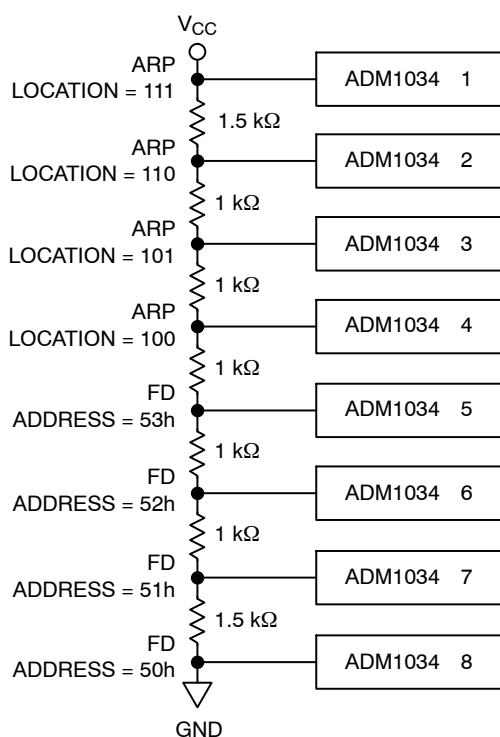 VCC
ARP
LOCATION = 111
ADM1034 1
1.5 kΩ
ARP
LOCATION = 110
ADM1034 2
1 kΩ
ARP
LOCATION = 101
ADM1034 3
1 kΩ
ARP
LOCATION = 100
ADM1034 4
1 kΩ
FD
ADDRESS = 53h
ADM1034 5
1 kΩ
FD
ADDRESS = 52h
ADM1034 6
1 kΩ
FD
ADDRESS = 51h
ADM1034 7
1.5 kΩ
FD
ADDRESS = 50h
ADM1034 8
GND